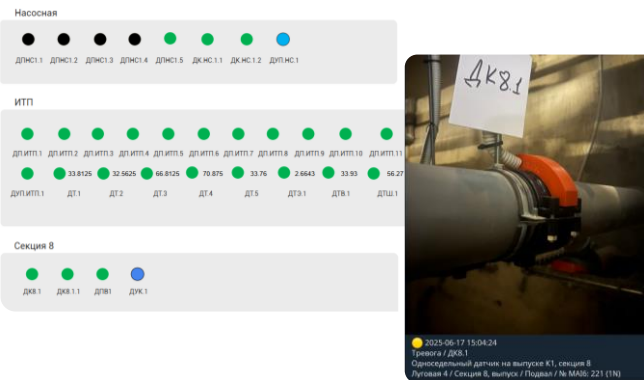 Насосная
ДПНС1.1 ДПНС1.2 ДПНС1.3 ДПНС1.4 ДПНС1.5 ДК.НС.1.1 ДК.НС.1.2 ДУП.НС.1
ИТП
ДП.ИТП.1 ДП.ИТП.2 ДП.ИТП.3 ДП.ИТП.4 ДП.ИТП.5 ДП.ИТП.6 ДП.ИТП.7 ДП.ИТП.8 ДП.ИТП.9 ДП.ИТП.10 ДП.ИТП.11
33.8125 32.5625 66.8125 70.875 33.76 2.6643 33.93 56.27
ДУП.ИТП.1 ДТ.1 ДТ.2 ДТ.3 ДТ.4 ДТ.5 ДТЭ.1 ДТВ.1 ДТШ.1
Секция 8
ДК8.1 ДК8.1.1 ДПВ1 ДУК.1
ДК8.1
2025-06-17 15:04:24
Тревога / ДК8.1
Односедельный датчик на выпуске К1, секция 8
Луговая 4 / Секция 8, выпуск / Подвал / № МАІ6: 221 (1N)